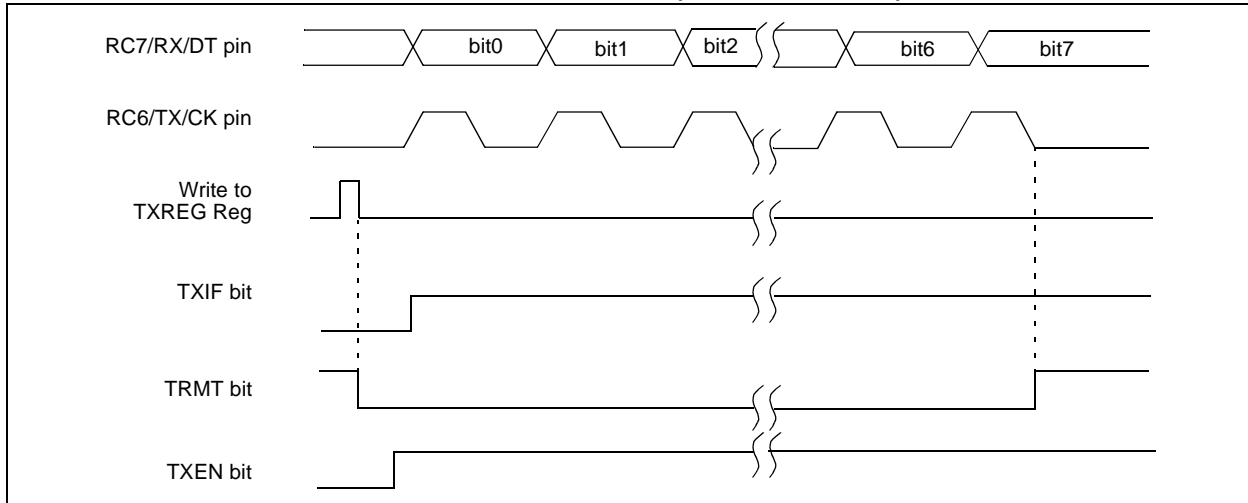 RC7/RX/DT pin
bit0 bit1 bit2 bit6 bit7
RC6/TX/CK pin
Write to
TXREG Reg
TXIF bit
TRMT bit
TXEN bit